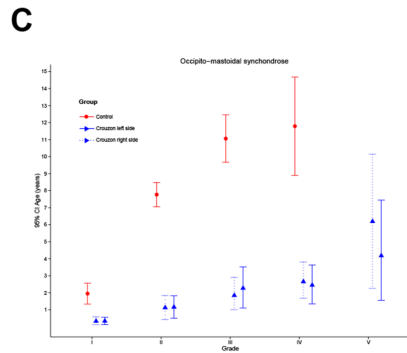 C
Occipito-mastoidal synchondrose
15
14
13
12
11
10
9
8
7
6
5
4
3
2
1
95% CI Age (years)
Group
Control
Crouzon left side
Crouzon right side
I II III IV V
Grade